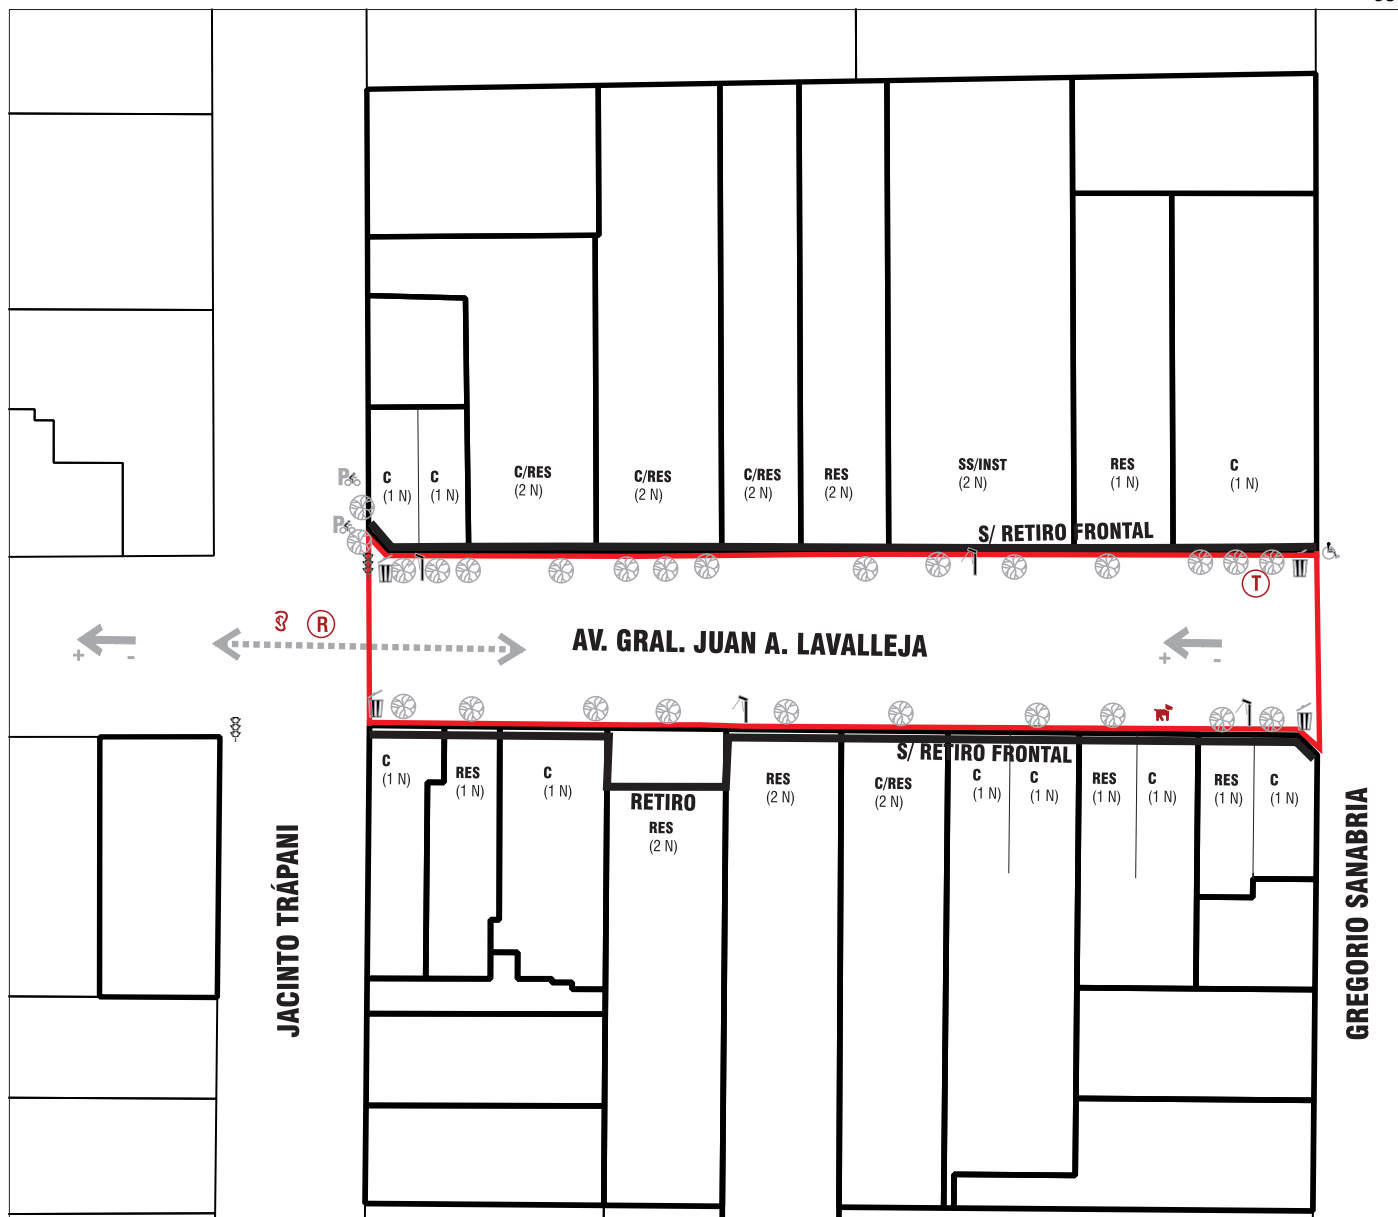 P
P
C
(1 N)
C
(1 N)
C/RES
(2 N)
C/RES
(2 N)
C/RES
(2 N)
RES
(2 N)
SS/INST
(2 N)
RES
(1 N)
C
(1 N)
S/ RETIRO FRONTAL
T
R
AV. GRAL. JUAN A. LAVALLEJA
+ -
+ -
S/ RETIRO FRONTAL
C
(1 N)
RES
(1 N)
C
(1 N)
RETIRO
RES
(2 N)
RES
(2 N)
C/RES
(2 N)
C
(1 N)
C
(1 N)
RES
(1 N)
C
(1 N)
RES
(1 N)
C
(1 N)
JACINTO TRÁPANI
GREGORIO SANABRIA